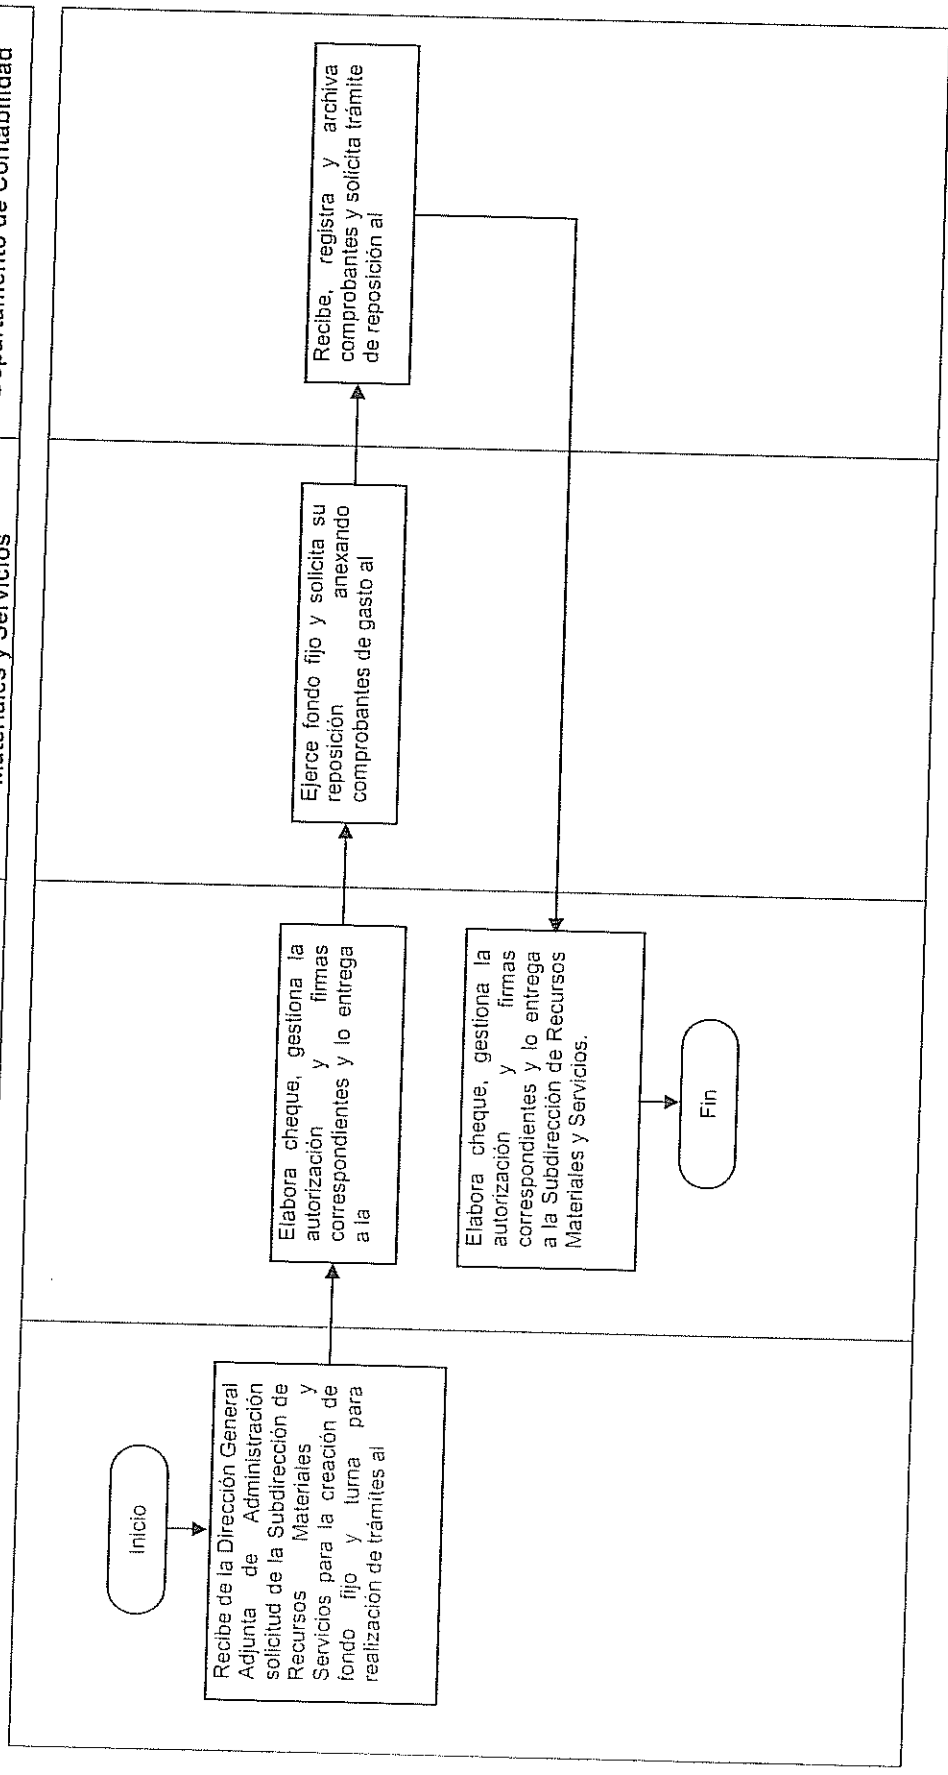 Materiales y Servicios
Departamento de Contabilidad
Inicio
Recibe de la Dirección General
Adjunta de Administración
solicitud de la Subdirección de
Recursos Materiales y
Servicios para la creación de
fondo fijo y turna para
realización de trámites al
Elabora cheque, gestiona la
autorización y firmas
correspondientes y lo entrega
a la
Ejerce fondo fijo y solicita su
reposición anexando
comprobantes de gasto al
Recibe, registra y archiva
comprobantes y solicita trámite
de reposición al
Elabora cheque, gestiona la
autorización y firmas
correspondientes y lo entrega
a la Subdirección de Recursos
Materiales y Servicios.
Fin